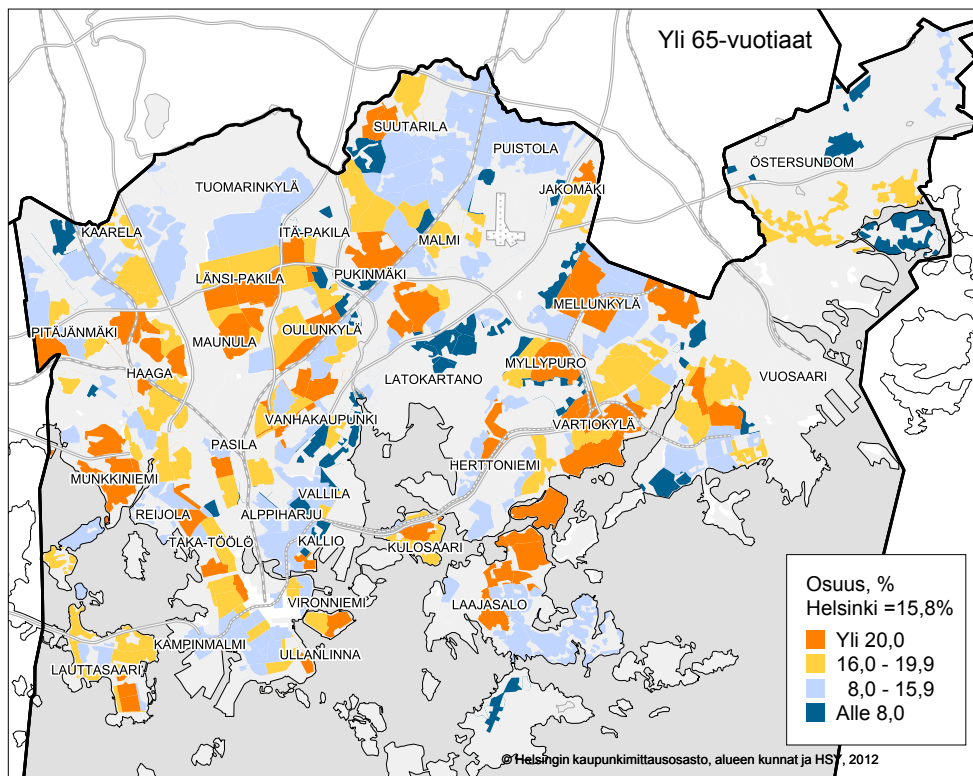 Yli 65-vuotiaat
SUUTARILA
PUISTOLA
ÖSTERSUNDOM
TUOMARINKYLÄ
JAKOMÄKI
KAARELA
ITÄ-PAKILA
MALMI
LÄNSI-PAKILA
PUKINMÄKI
MELLUNKYLÄ
PITÄJÄNMÄKI
MAUNULA
OULUNKYLÄ
HAAGA
LATOKARTANO
MYLLYPURO
VUOSAARI
VANHAKAUPUNKI
VARTIOKYLÄ
PASILA
HERTTONIEMI
MUNKKINIEMI
VALLILA
REIJOLA
ALPPIHARJU
TAKA-TÖÖLÖ
KALLIO
KULOSAARI
VIRONNIEMI
LAAJASALO
KAMPINMALMI
ULLANLINNA
LAUTTASAARI
Osuus, %
Helsinki =15,8%
Yli 20,0
16,0 - 19,9
8,0 - 15,9
Alle 8,0
© Helsingin kaupunkimittausosasto, alueen kunnat ja HSY, 2012